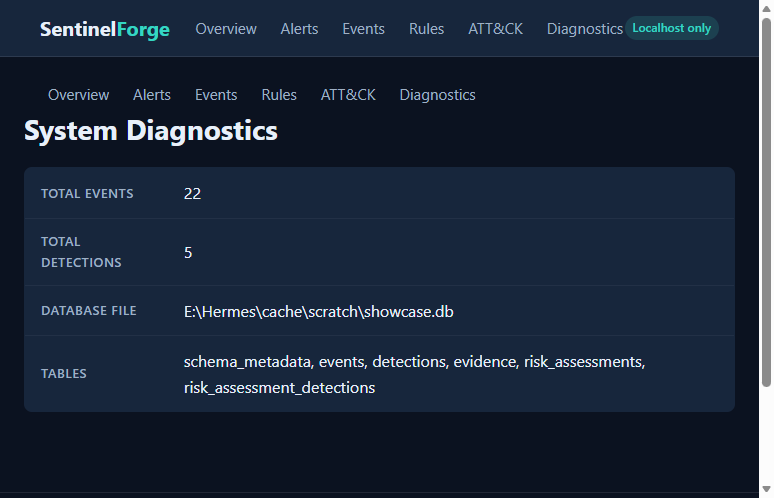 SentinelForge Overview Alerts Events Rules ATT&CK Diagnostics Localhost only
Overview Alerts Events Rules ATT&CK Diagnostics
System Diagnostics
TOTAL EVENTS 22
TOTAL DETECTIONS 5
DATABASE FILE E:\Hermes\cache\scratch\showcase.db
TABLES schema_metadata, events, detections, evidence, risk_assessments,
risk_assessment_detections